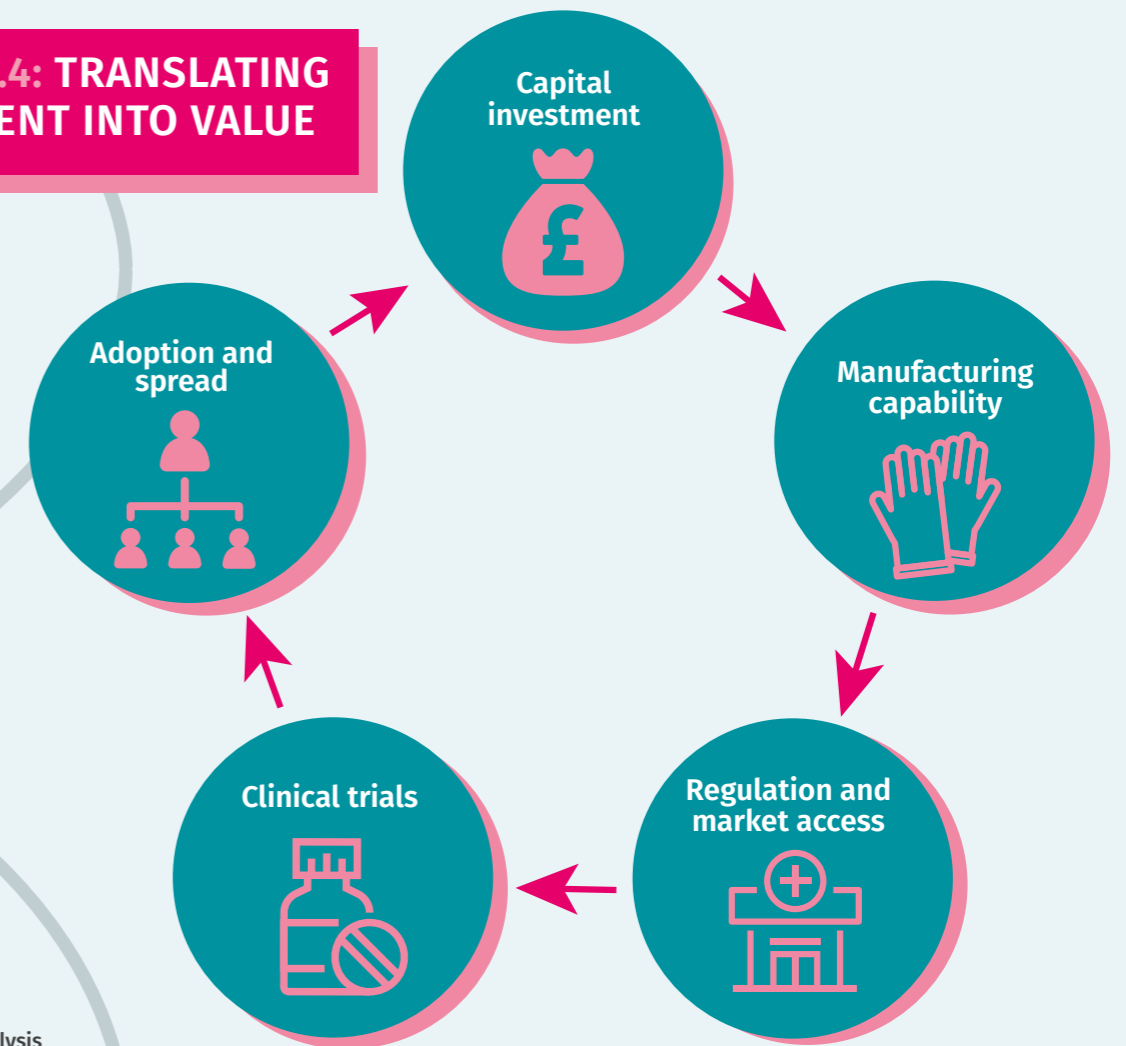 .4: TRANSLATING
ENT INTO VALUE
Capital
investment
£
Manufacturing
capability
Regulation and
market access
Clinical trials
Adoption and
spread
lysis